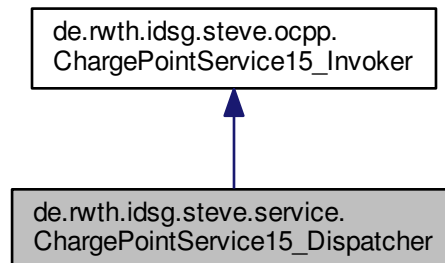 de.rwth.idsg.steve.ocpp.
ChargePointService15_Invoker
de.rwth.idsg.steve.service.
ChargePointService15_Dispatcher